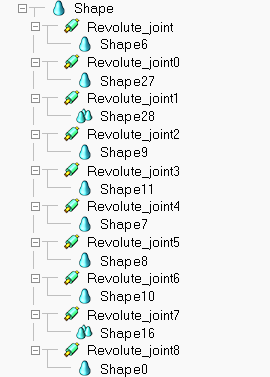 Shape
Revolute_joint
Shape6
Revolute_joint0
Shape27
Revolute_joint1
Shape28
Revolute_joint2
Shape9
Revolute_joint3
Shape11
Revolute_joint4
Shape7
Revolute_joint5
Shape8
Revolute_joint6
Shape10
Revolute_joint7
Shape16
Revolute_joint8
Shape0